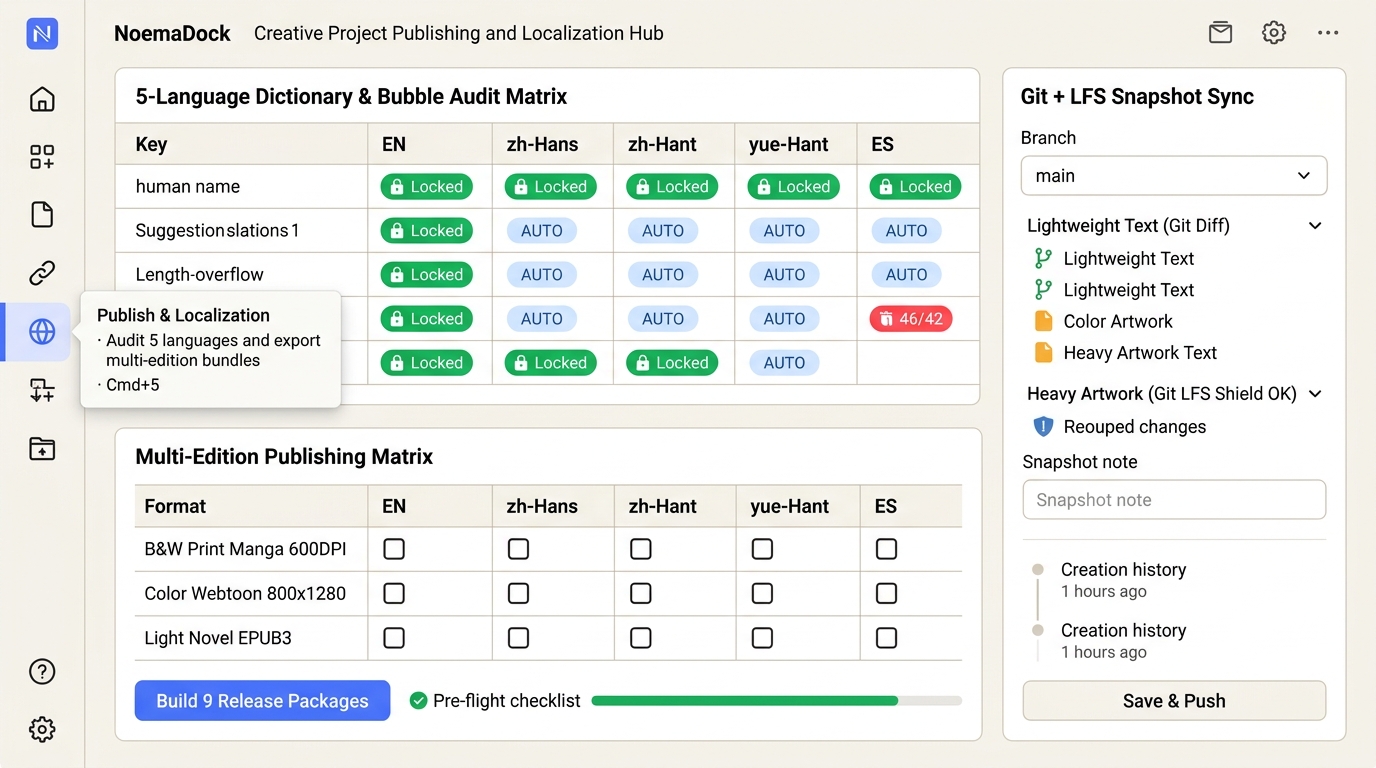 N
NoemaDock Creative Project Publishing and Localization Hub
5-Language Dictionary & Bubble Audit Matrix
Key EN zh-Hans zh-Hant yue-Hant ES
human name Locked Locked Locked Locked Locked
Suggestionslations1 Locked AUTO AUTO AUTO AUTO
Length-overflow Locked AUTO AUTO AUTO AUTO
Locked AUTO AUTO AUTO 46/42
Locked Locked Locked AUTO
Publish & Localization
· Audit 5 languages and export
multi-edition bundles
· Cmd+5
Multi-Edition Publishing Matrix
Format EN zh-Hans zh-Hant yue-Hant ES
B&W Print Manga 600DPI
Color Webtoon 800x1280
Light Novel EPUB3
Build 9 Release Packages Pre-flight checklist
Git + LFS Snapshot Sync
Branch
main
Lightweight Text (Git Diff)
Lightweight Text
Lightweight Text
Color Artwork
Heavy Artwork Text
Heavy Artwork (Git LFS Shield OK)
Reouped changes
Snapshot note
Snapshot note
Creation history
1 hours ago
Creation history
1 hours ago
Save & Push